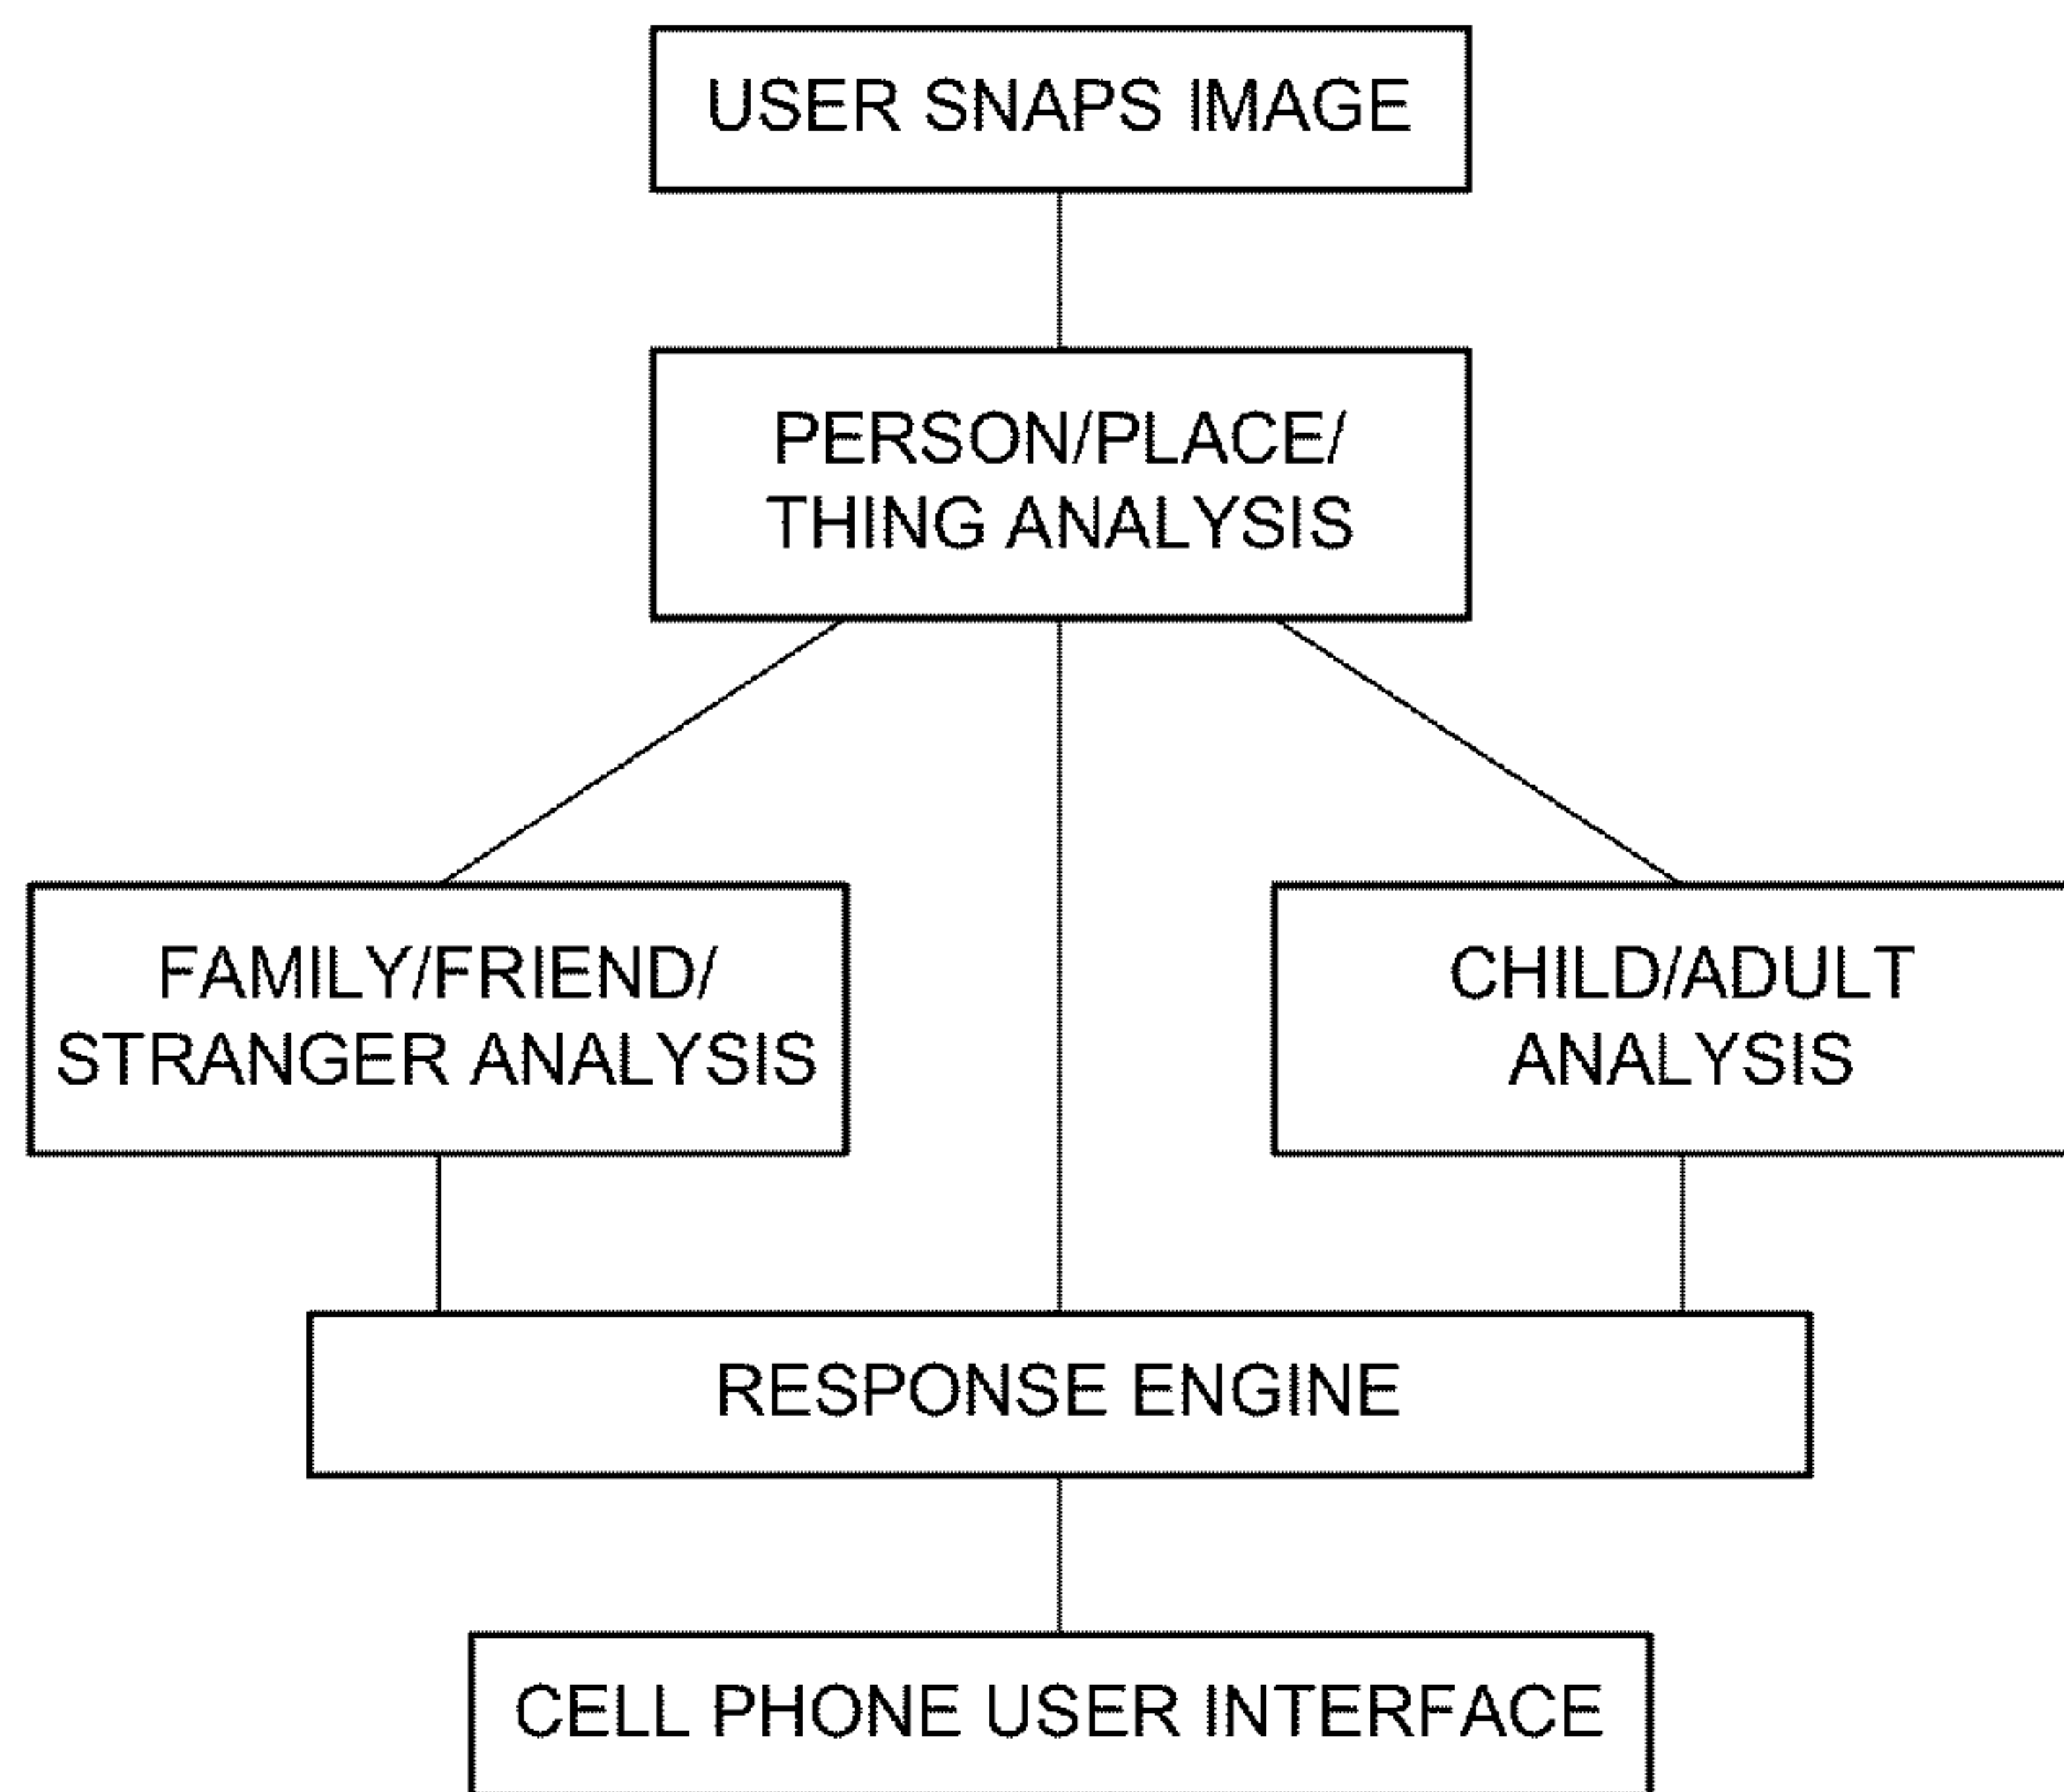 USER SNAPS IMAGE
PERSON/PLACE/
THING ANALYSIS
FAMILY/FRIEND/
STRANGER ANALYSIS
CHILD/ADULT
ANALYSIS
RESPONSE ENGINE
CELL PHONE USER INTERFACE